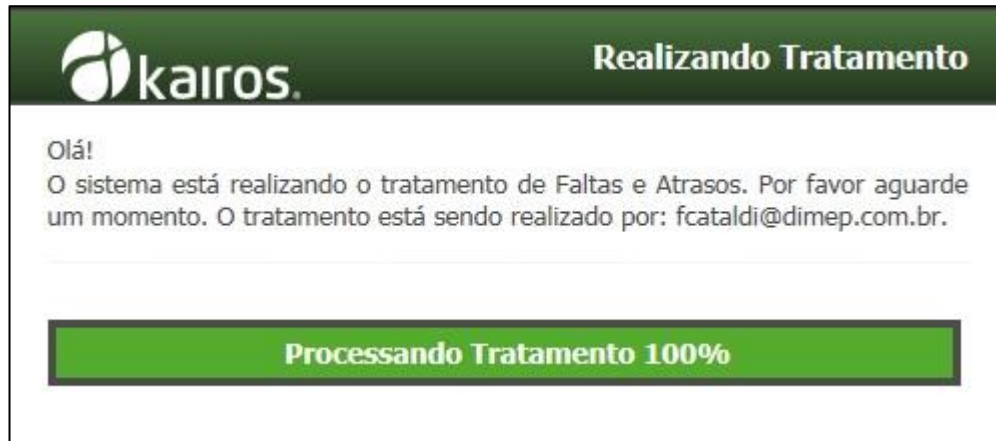 kairos.
Realizando Tratamento
Olá!
O sistema está realizando o tratamento de Faltas e Atrasos. Por favor aguarde
um momento. O tratamento está sendo realizado por: fcataldi@dimep.com.br.
Processando Tratamento 100%